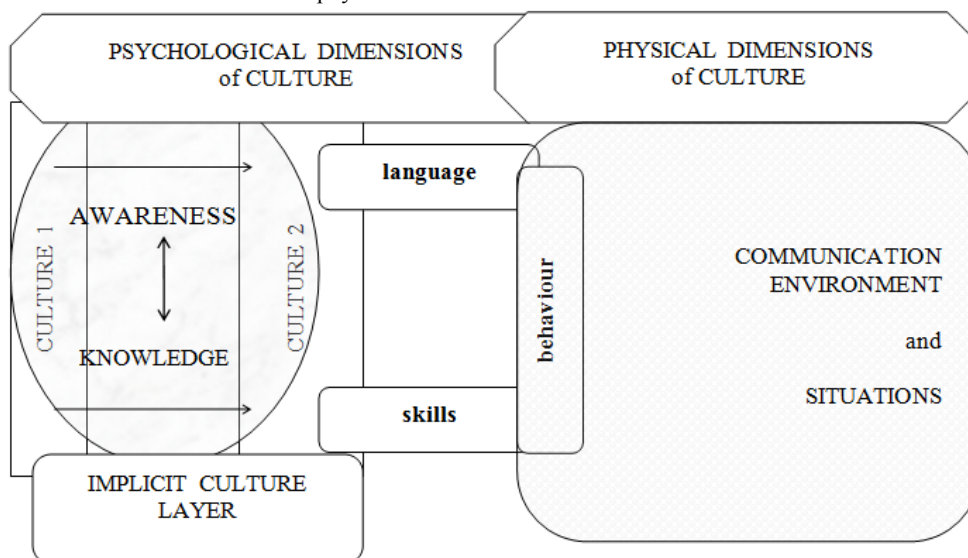 PSYCHOLOGICAL DIMENSIONS
of CULTURE
PHYSICAL DIMENSIONS
of CULTURE
language
AWARENESS
CULTURE 1
CULTURE 2
KNOWLEDGE
behaviour
COMMUNICATION
ENVIRONMENT
and
SITUATIONS
skills
IMPLICIT CULTURE
LAYER